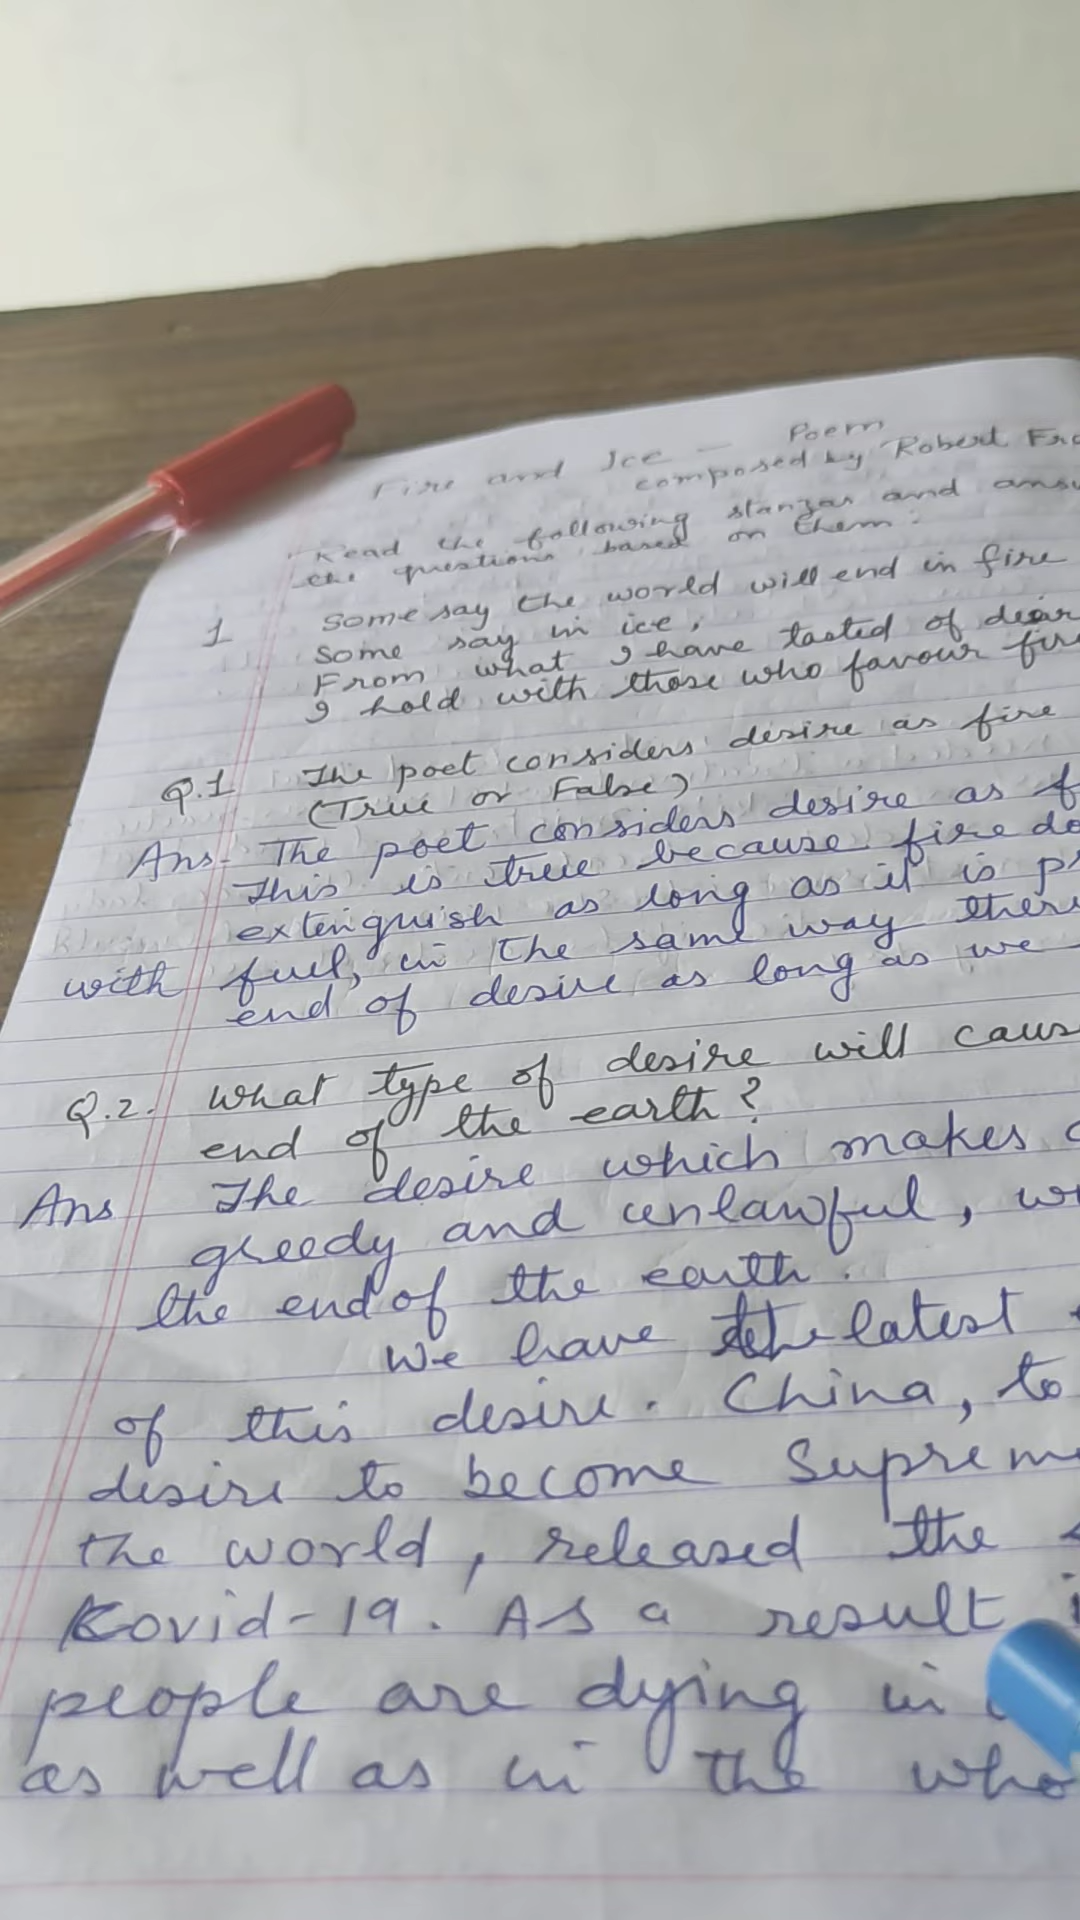 Fire and Ice - Poem
composed by Robert
Read the following stanzas and
the questions based on them:
1 Some say the world will end in fire
Some say in ice,
From what I have tasted of
I hold with those who favour
Q.1 The poet considers desire as fire
(True or False)
Ans- The poet considers desire as
This is true because fire
extenguish as long as it is
with fuel, in the same way
end of desire as long as we
Q.2. What type of desire will
end of the earth?
Ans The desire which makes
greedy and unlawful,
the end of the earth.
We have the latest
of this desire. China, to
desire to become
the world, released the
Kovid-19. As a result
people are dying in
as well as in the